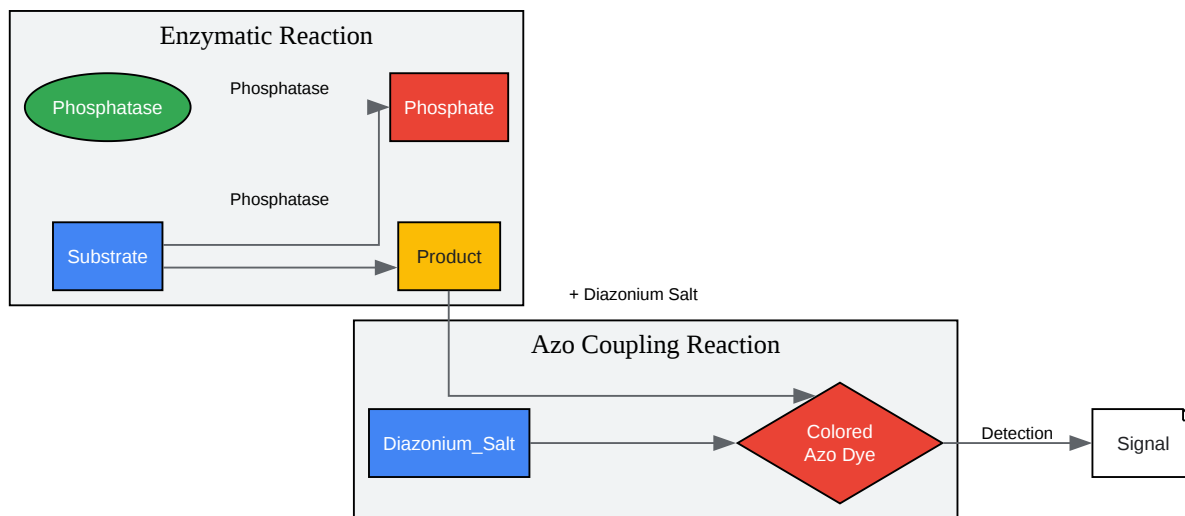 Enzymatic Reaction
Phosphatase
Phosphatase
Phosphate
Phosphatase
Substrate
Product
+ Diazonium Salt
Azo Coupling Reaction
Diazonium_Salt
Colored
Azo Dye
Detection
Signal